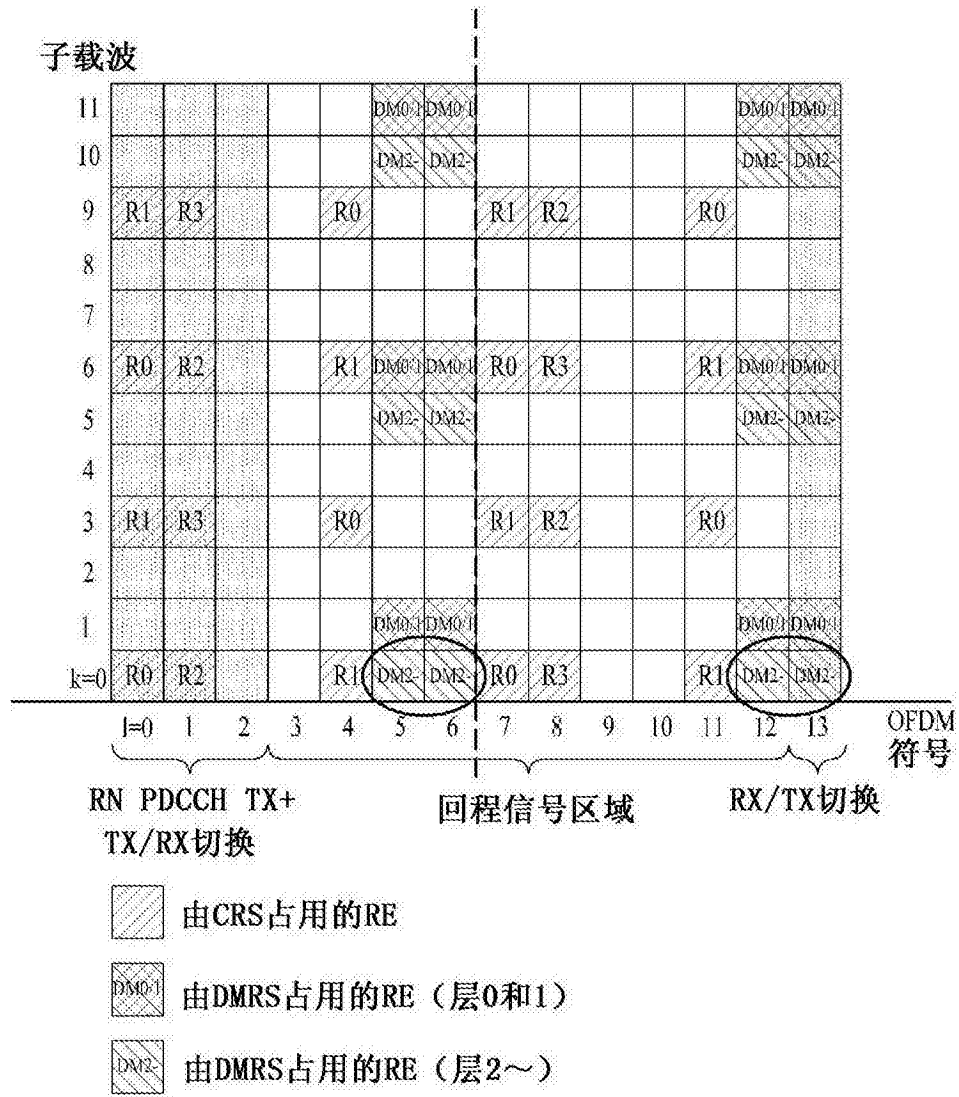 子载波
11 DM0/1 DM0/1 DM0/1 DM0/1
10 DM2- DM2- DM2- DM2-
9 R1 R3 R0 R1 R2 R0
8
7
6 R0 R2 R1 DM0/1 DM0/1 R0 R3 R1 DM0/1 DM0/1
5 DM2- DM2- DM2- DM2-
4
3 R1 R3 R0 R1 R2 R0
2
1 DM0/1 DM0/1 DM0/1 DM0/1
k=0 R0 R2 R1 DM2- DM2- R0 R3 R1 DM2- DM2-
l=0 1 2 3 4 5 6 7 8 9 10 11 12 13 OFDM
符号
RN PDCCH TX+ 回程信号区域 RX/TX切换
TX/RX切换
由CRS占用的RE
DM0/1 由DMRS占用的RE（层0和1）
DM2- 由DMRS占用的RE（层2～）